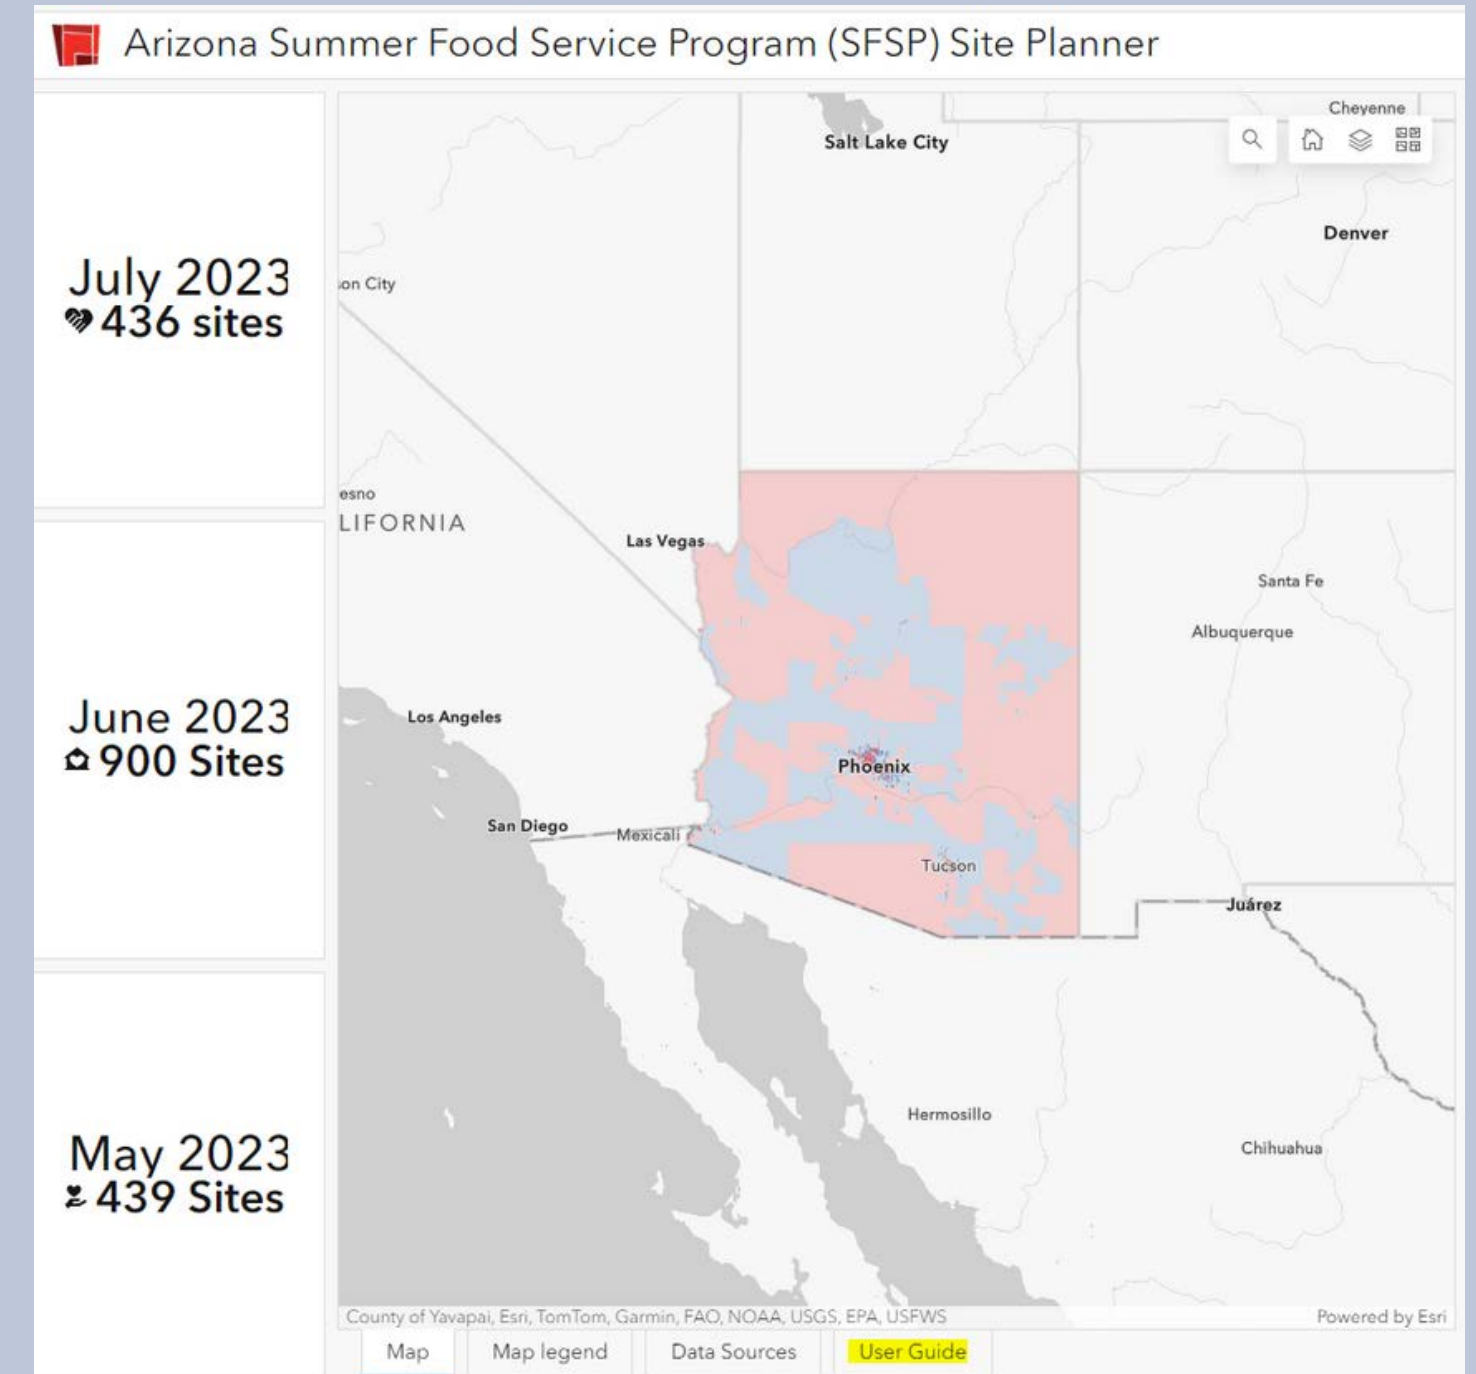 Arizona Summer Food Service Program (SFSP) Site Planner
July 2023
436 sites
June 2023
900 Sites
May 2023
439 Sites
Cheyenne
Salt Lake City
Denver
on City
esno
LIFORNIA
Las Vegas
Santa Fe
Albuquerque
Los Angeles
Phoenix
San Diego
Mexicali
Tucson
Juárez
Hermosillo
Chihuahua
County of Yavapai, Esri, TomTom, Garmin, FAO, NOAA, USGS, EPA, USFWS
Powered by Esri
Map
Map legend
Data Sources
User Guide